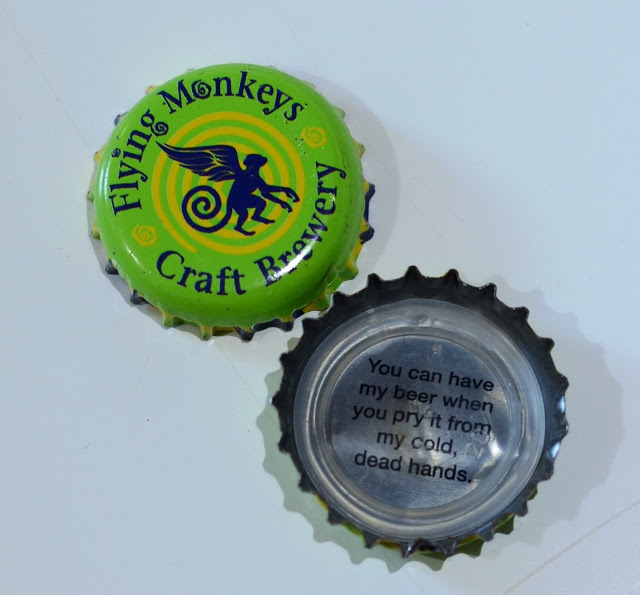 Flying Monkeys
Craft Brewery
You can have
my beer when
you pry it from
my cold,
dead hands.